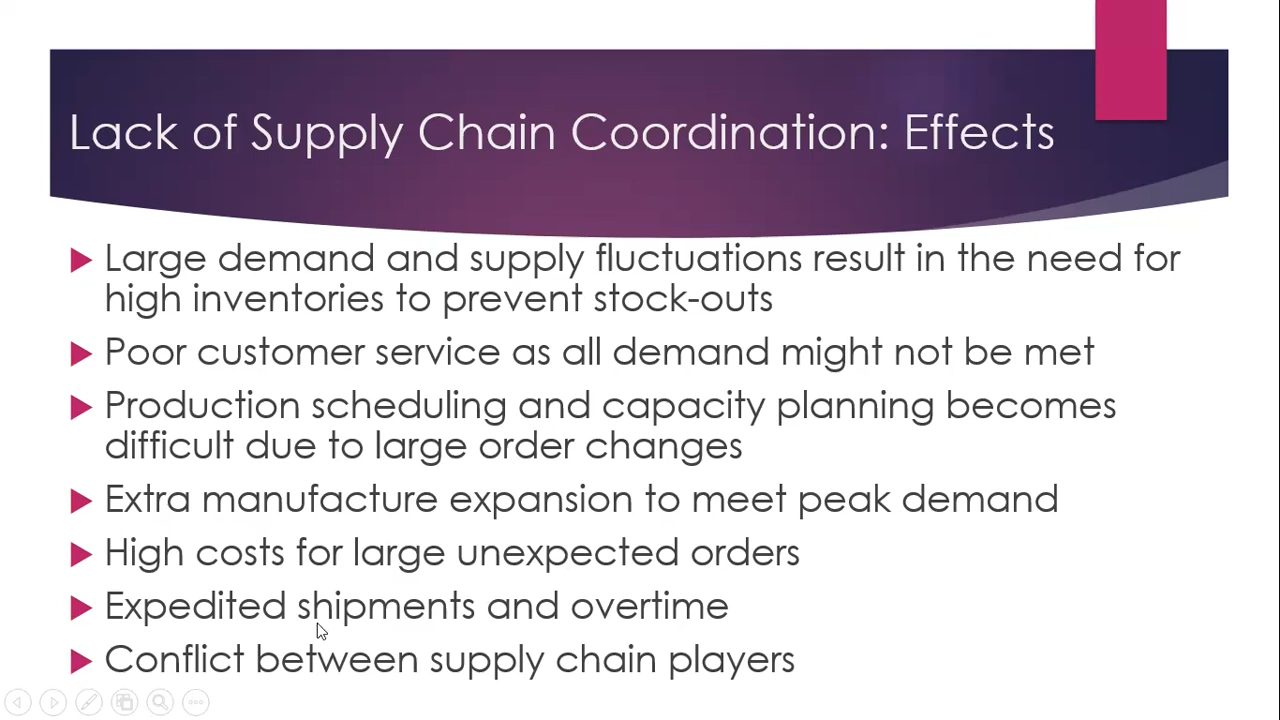 Lack of Supply Chain Coordination: Effects
Large demand and supply fluctuations result in the need for
high inventories to prevent stock-outs
Poor customer service as all demand might not be met
Production scheduling and capacity planning becomes
difficult due to large order changes
Extra manufacture expansion to meet peak demand
High costs for large unexpected orders
Expedited shipments and overtime
Conflict between supply chain players